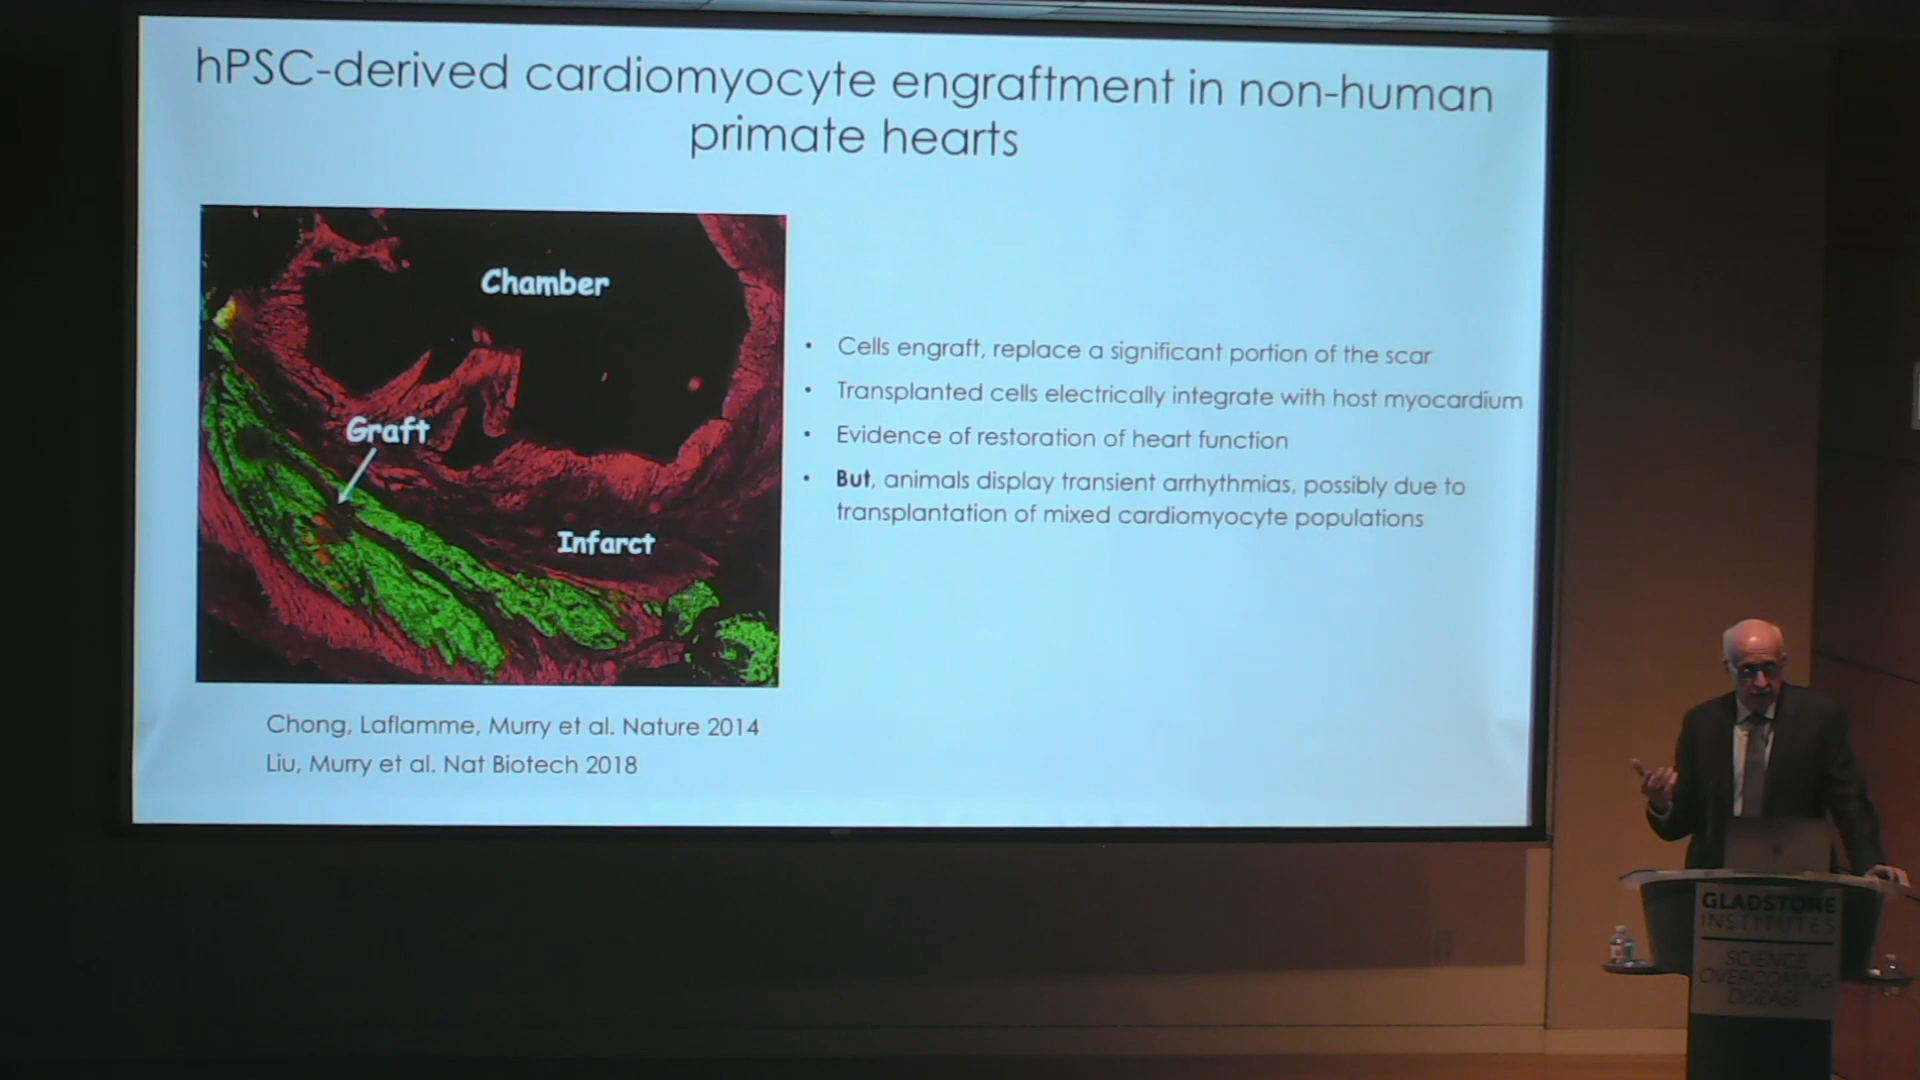 hPSC-derived cardiomyocyte engraftment in non-human
primate hearts
Chamber
Graft
Infarct
• Cells engraft, replace a significant portion of the scar
• Transplanted cells electrically integrate with host myocardium
• Evidence of restoration of heart function
• But, animals display transient arrhythmias, possibly due to
transplantation of mixed cardiomyocyte populations
Chong, Laflamme, Murry et al. Nature 2014
Liu, Murry et al. Nat Biotech 2018
GLADSTONE
INSTITUTES
SCIENCE
OVERCOMING
DISEASE